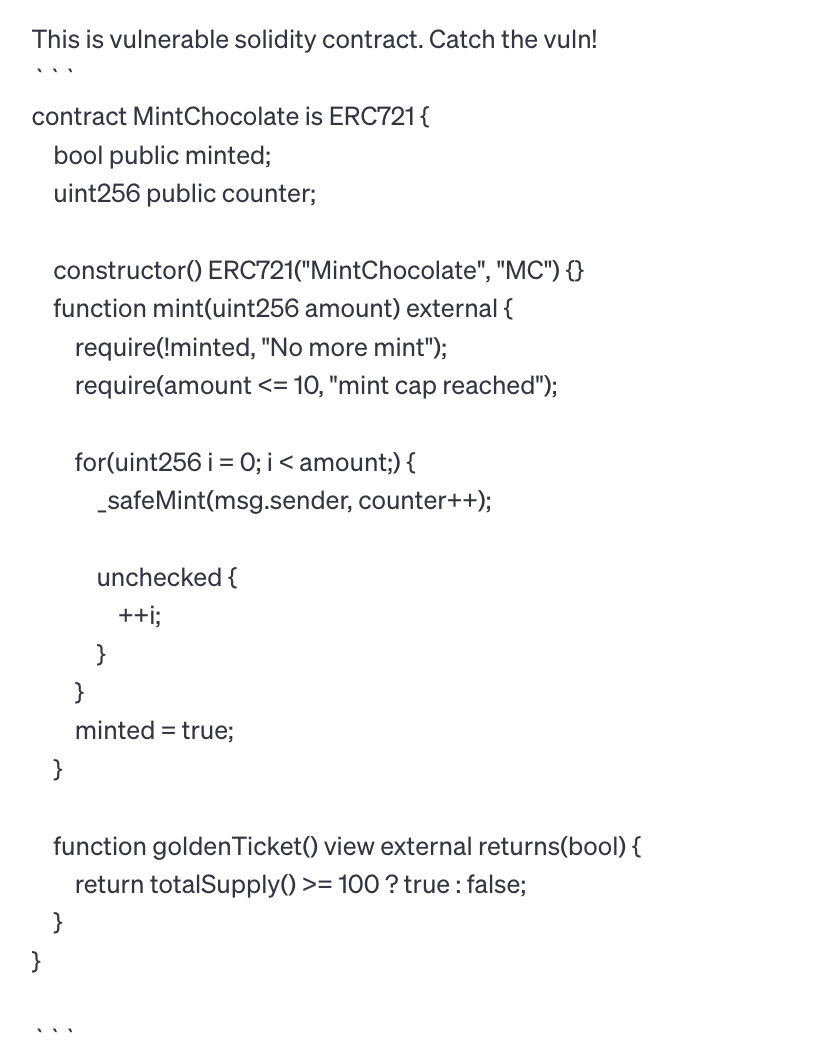 This is vulnerable solidity contract. Catch the vuln!
```
contract MintChocolate is ERC721 {
    bool public minted;
    uint256 public counter;

    constructor() ERC721("MintChocolate", "MC") {}
    function mint(uint256 amount) external {
        require(!minted, "No more mint");
        require(amount <= 10, "mint cap reached");

        for(uint256 i = 0; i < amount;) {
            _safeMint(msg.sender, counter++);

            unchecked {
                ++i;
            }
        }
        minted = true;
    }

    function goldenTicket() view external returns(bool) {
        return totalSupply() >= 100 ? true : false;
    }
}

```